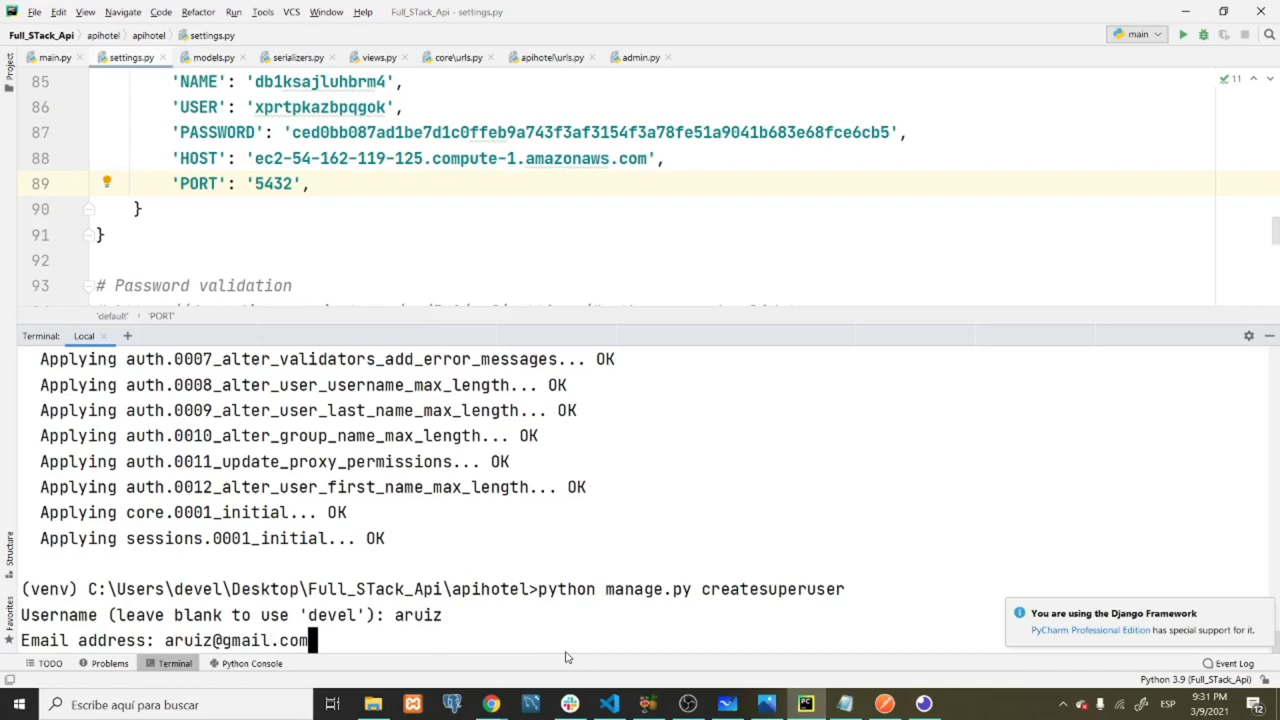 File Edit View Navigate Code Refactor Run Tools VCS Window Help Full_STack_Api - settings.py
Full_STack_Api apihotel apihotel settings.py main
main.py settings.py models.py serializers.py views.py core\urls.py apihotel\urls.py admin.py
Project
85 'NAME': 'db1ksajluhbrm4',
11
86 'USER': 'xprtpkazbpqgok',
87 'PASSWORD': 'ced0bb087ad1be7d1c0ffeb9a743f3af3154f3a78fe51a9041b683e68fce6cb5',
88 'HOST': 'ec2-54-162-119-125.compute-1.amazonaws.com',
89 'PORT': '5432',
90 }
91 }
92
93 # Password validation
'default' 'PORT'
Terminal: Local
Applying auth.0007_alter_validators_add_error_messages... OK
Applying auth.0008_alter_user_username_max_length... OK
Applying auth.0009_alter_user_last_name_max_length... OK
Applying auth.0010_alter_group_name_max_length... OK
Applying auth.0011_update_proxy_permissions... OK
Applying auth.0012_alter_user_first_name_max_length... OK
Applying core.0001_initial... OK
Applying sessions.0001_initial... OK
Structure
Favorites
(venv) C:\Users\devel\Desktop\Full_STack_Api\apihotel>python manage.py createsuperuser
Username (leave blank to use 'devel'): aruiz
Email address: aruiz@gmail.com
You are using the Django Framework
PyCharm Professional Edition has special support for it.
TODO Problems Terminal Python Console Event Log
Python 3.9 (Full_STack_Api)
Escribe aquí para buscar
ESP
9:31 PM
3/9/2021
2